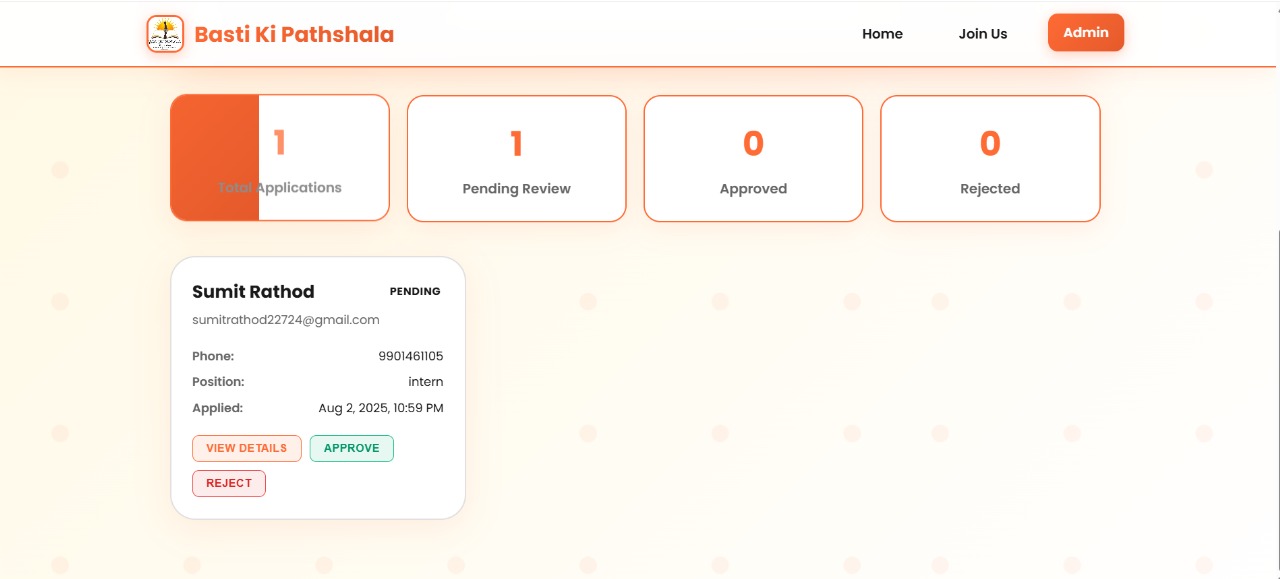 Basti Ki Pathshala
Home
Join Us
Admin
1
Total Applications
1
Pending Review
0
Approved
0
Rejected
Sumit Rathod
PENDING
sumitrathod22724@gmail.com
Phone: 9901461105
Position: intern
Applied: Aug 2, 2025, 10:59 PM
VIEW DETAILS
APPROVE
REJECT